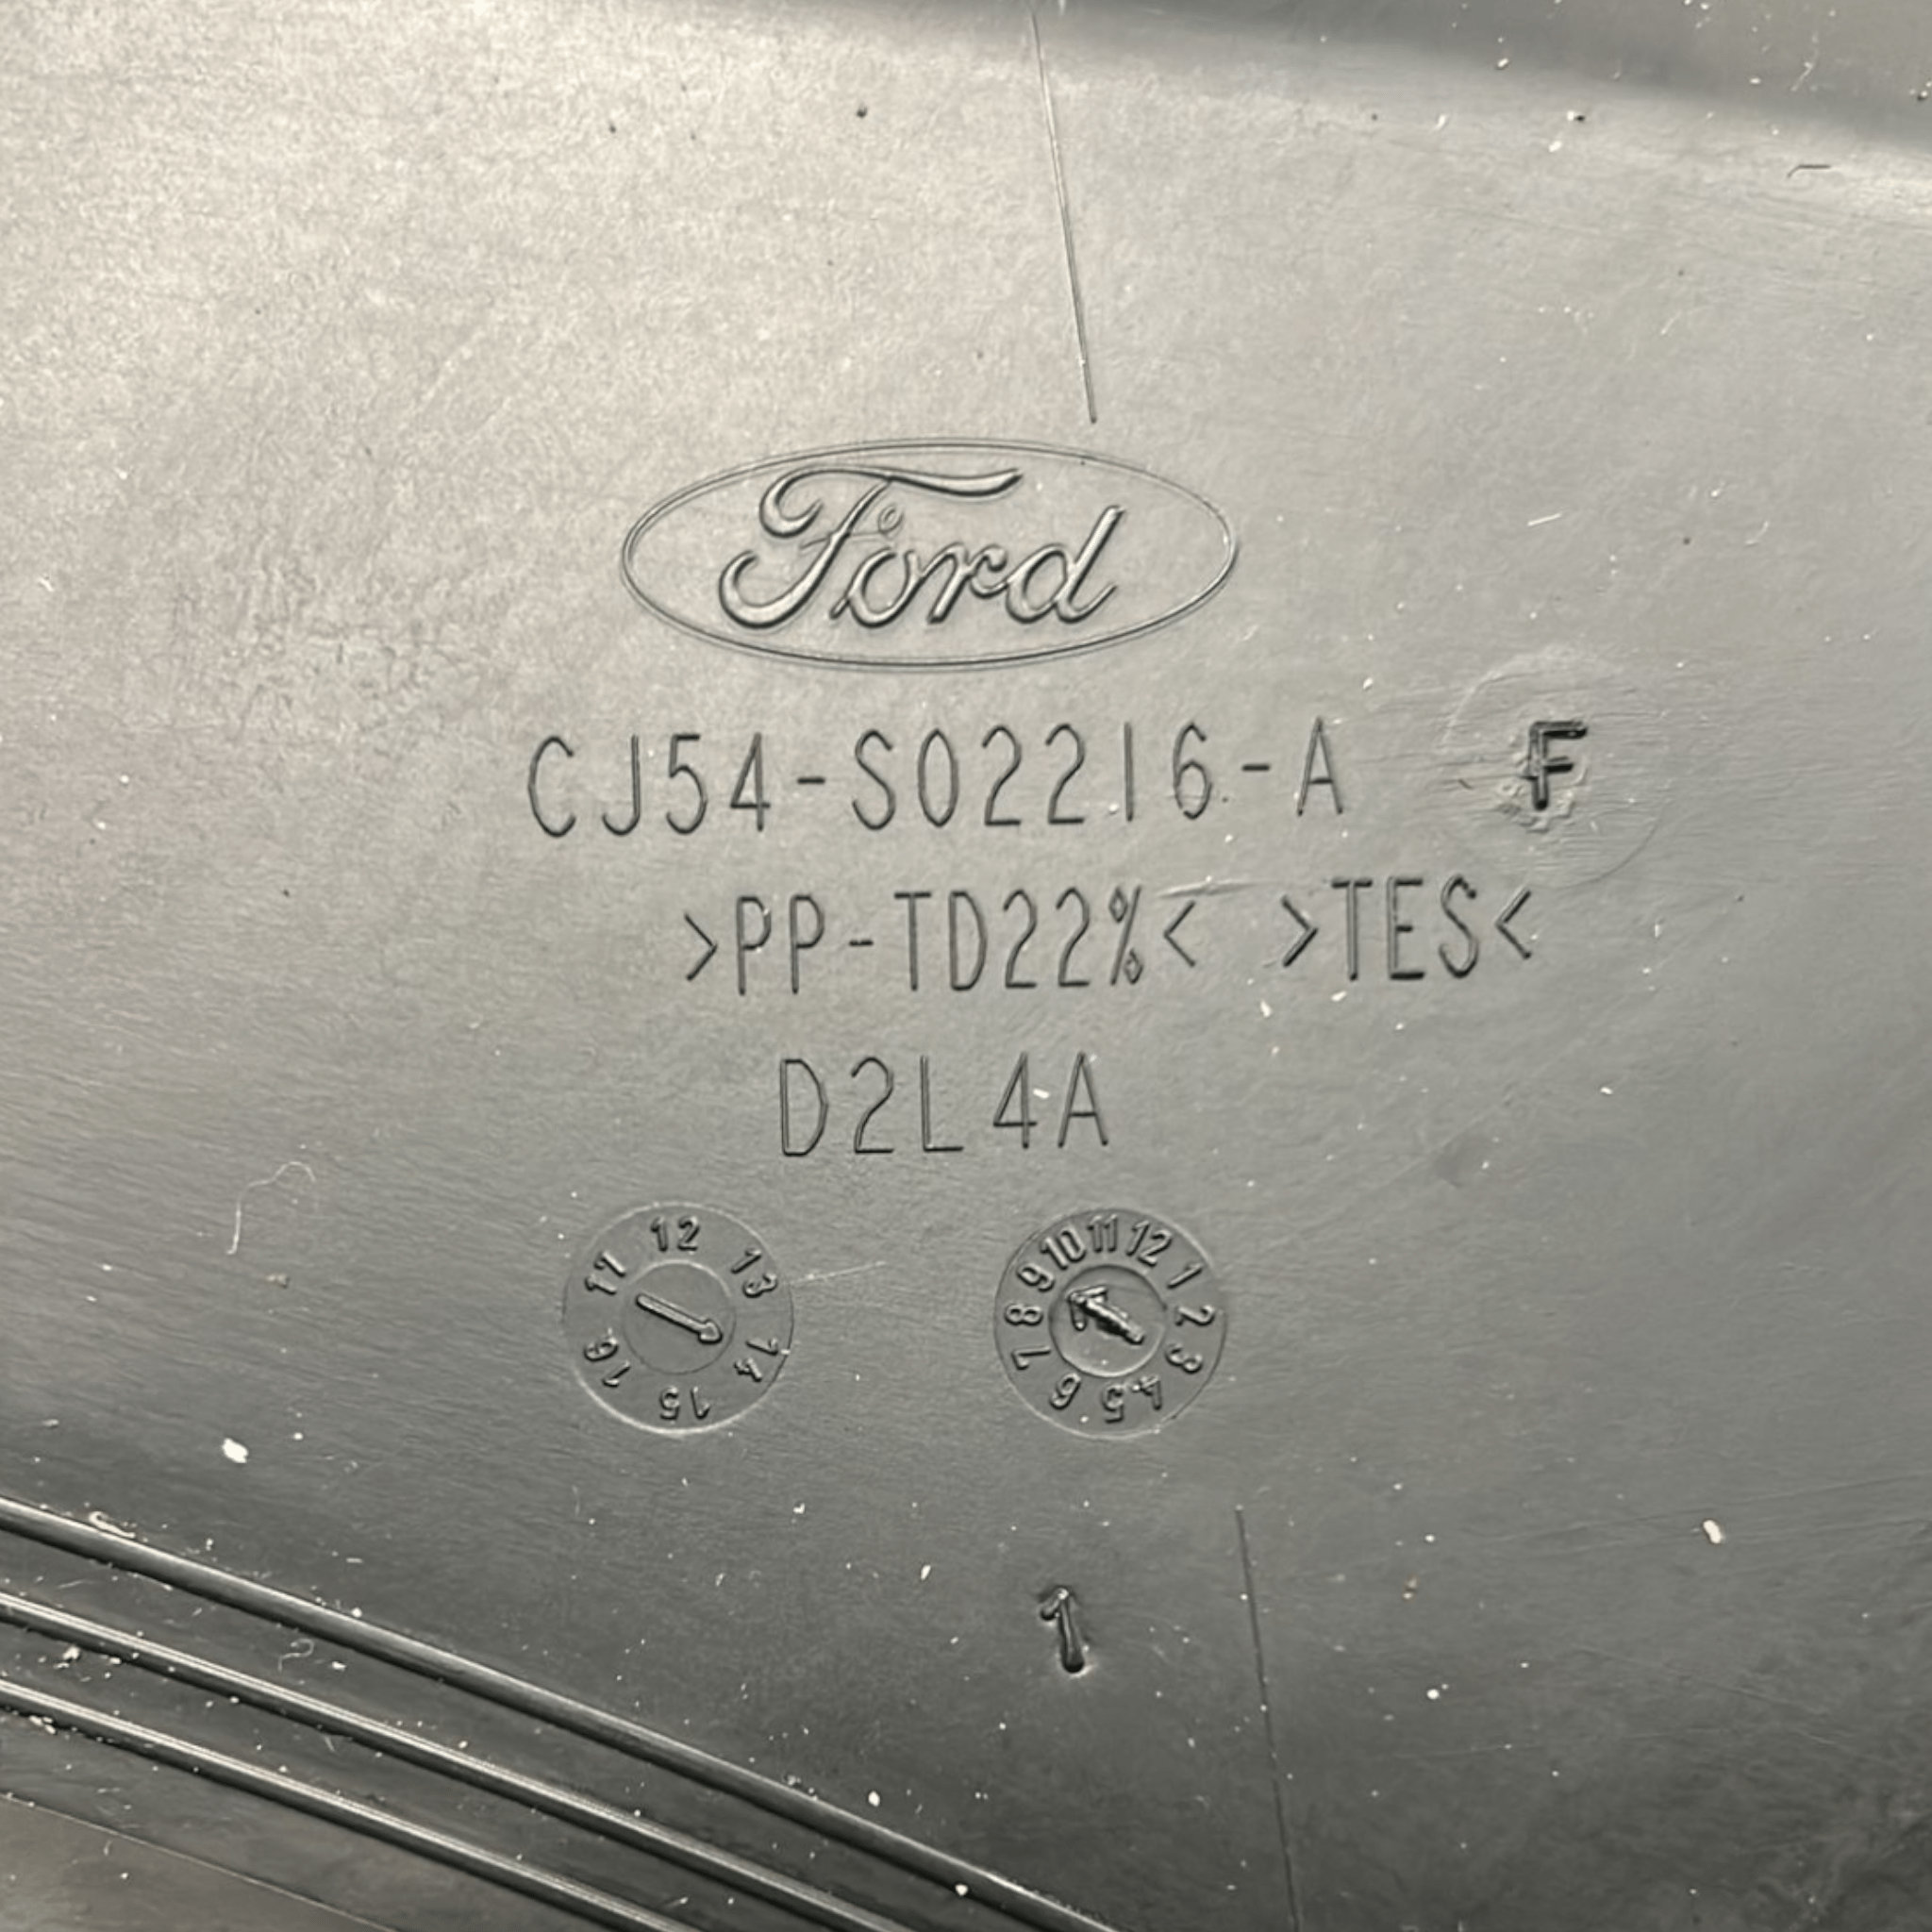 Ford
CJ54-S02216-A F
>PP-TD22%< >TES<
D2L4A
12 13 14 15 16 17
10 11 12 1 2 3 4 5 6 7 8 9
1